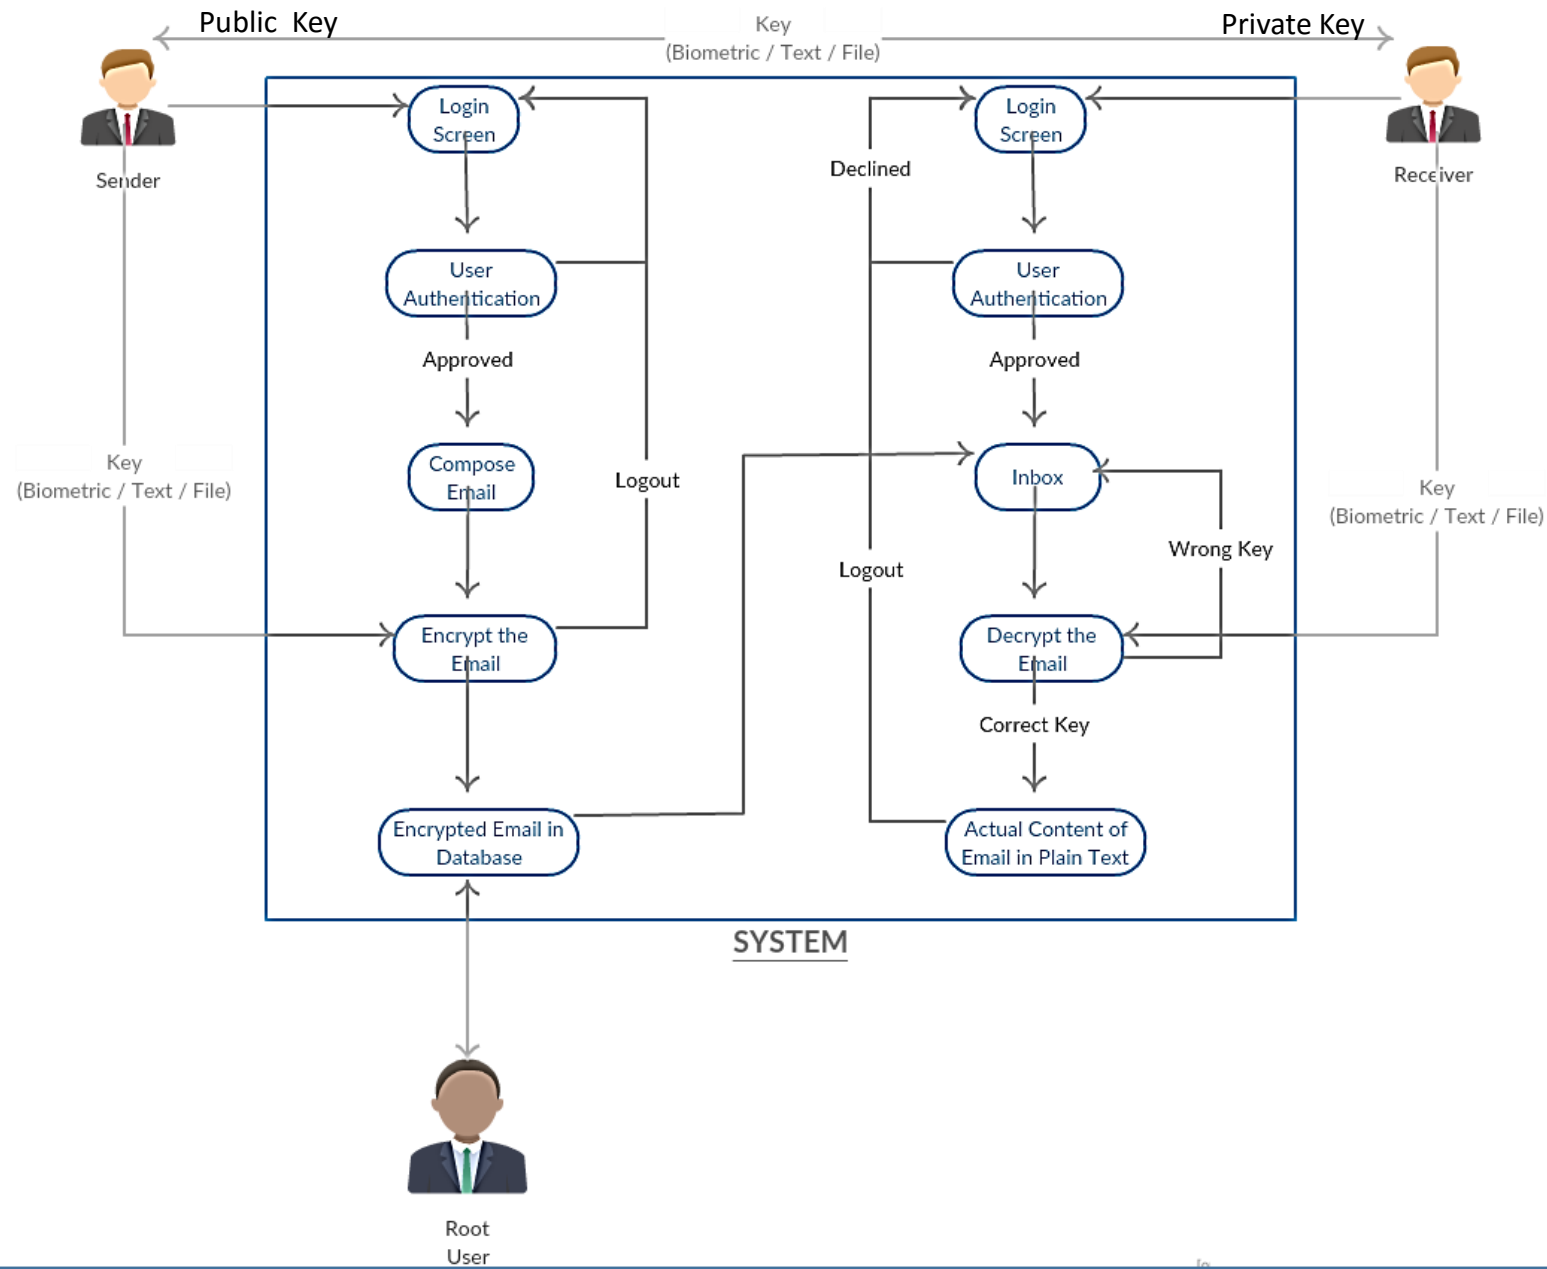 Public  Key
Key
(Biometric / Text / File)
Private Key
Sender
Receiver
Login
Screen
Login
Screen
Declined
User
Authentication
User
Authentication
Approved
Approved
Key
(Biometric / Text / File)
Compose
Email
Logout
Inbox
Key
(Biometric / Text / File)
Wrong Key
Logout
Encrypt the
Email
Decrypt the
Email
Correct Key
Encrypted Email in
Database
Actual Content of
Email in Plain Text
SYSTEM
Root
User